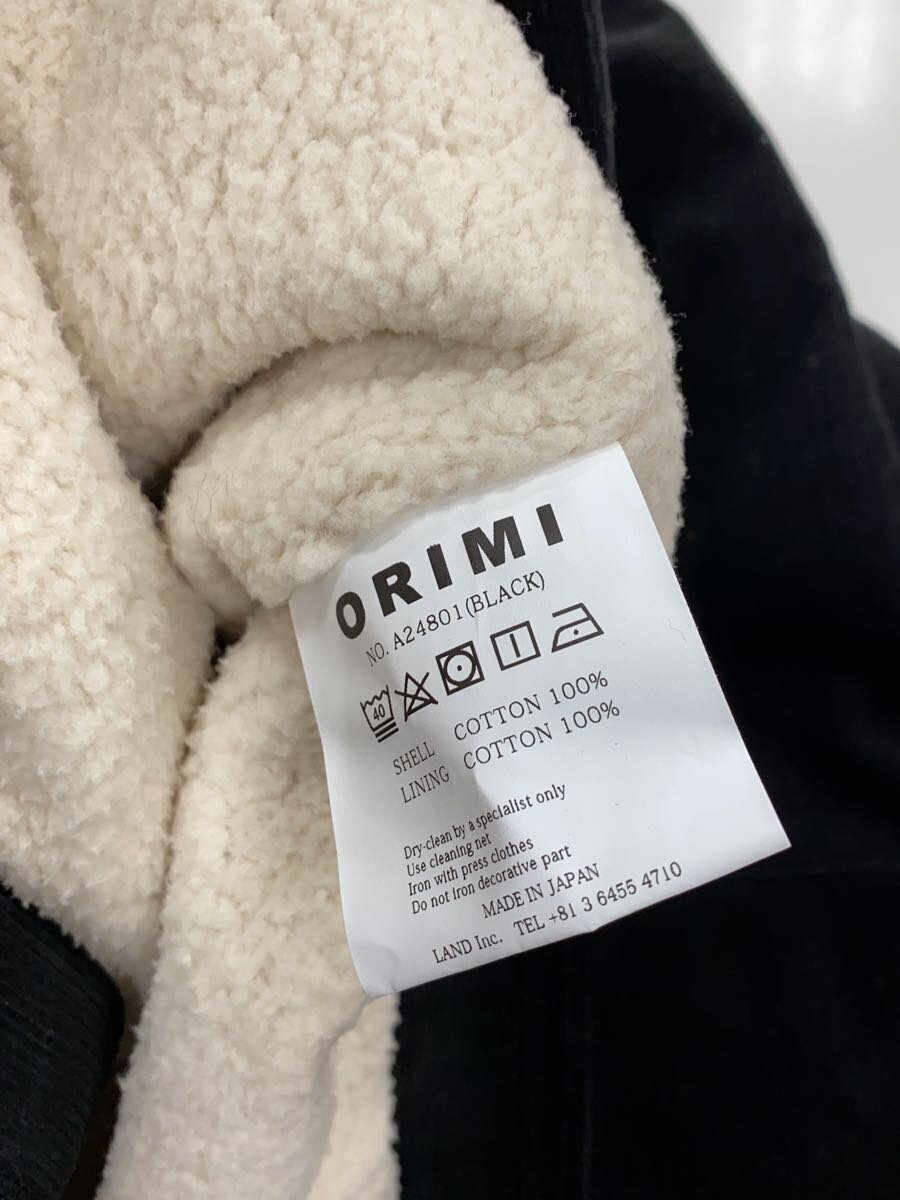 ORIMI
NO. A24801(BLACK)
40
SHELL COTTON 100%
LINING COTTON 100%
Dry-clean by a specialist only
Use cleaning net
Iron with press clothes
Do not iron decorative part
MADE IN JAPAN
LAND Inc. TEL +81 3 6455 4710